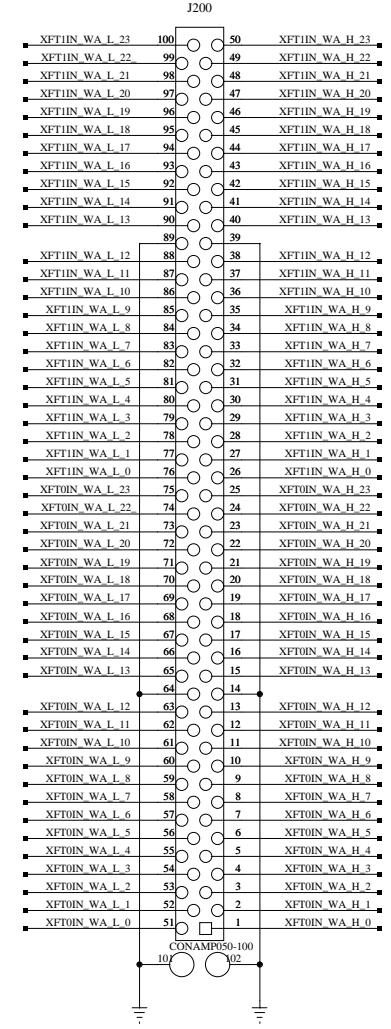 J200
XFT1IN_WA_L_23 100 50 XFT1IN_WA_H_23
XFT1IN_WA_L_22_ 99 49 XFT1IN_WA_H_22
XFT1IN_WA_L_21 98 48 XFT1IN_WA_H_21
XFT1IN_WA_L_20 97 47 XFT1IN_WA_H_20
XFT1IN_WA_L_19 96 46 XFT1IN_WA_H_19
XFT1IN_WA_L_18 95 45 XFT1IN_WA_H_18
XFT1IN_WA_L_17 94 44 XFT1IN_WA_H_17
XFT1IN_WA_L_16 93 43 XFT1IN_WA_H_16
XFT1IN_WA_L_15 92 42 XFT1IN_WA_H_15
XFT1IN_WA_L_14 91 41 XFT1IN_WA_H_14
XFT1IN_WA_L_13 90 40 XFT1IN_WA_H_13
89 39
XFT1IN_WA_L_12 88 38 XFT1IN_WA_H_12
XFT1IN_WA_L_11 87 37 XFT1IN_WA_H_11
XFT1IN_WA_L_10 86 36 XFT1IN_WA_H_10
XFT1IN_WA_L_9 85 35 XFT1IN_WA_H_9
XFT1IN_WA_L_8 84 34 XFT1IN_WA_H_8
XFT1IN_WA_L_7 83 33 XFT1IN_WA_H_7
XFT1IN_WA_L_6 82 32 XFT1IN_WA_H_6
XFT1IN_WA_L_5 81 31 XFT1IN_WA_H_5
XFT1IN_WA_L_4 80 30 XFT1IN_WA_H_4
XFT1IN_WA_L_3 79 29 XFT1IN_WA_H_3
XFT1IN_WA_L_2 78 28 XFT1IN_WA_H_2
XFT1IN_WA_L_1 77 27 XFT1IN_WA_H_1
XFT1IN_WA_L_0 76 26 XFT1IN_WA_H_0
XFT0IN_WA_L_23 75 25 XFT0IN_WA_H_23
XFT0IN_WA_L_22_ 74 24 XFT0IN_WA_H_22
XFT0IN_WA_L_21 73 23 XFT0IN_WA_H_21
XFT0IN_WA_L_20 72 22 XFT0IN_WA_H_20
XFT0IN_WA_L_19 71 21 XFT0IN_WA_H_19
XFT0IN_WA_L_18 70 20 XFT0IN_WA_H_18
XFT0IN_WA_L_17 69 19 XFT0IN_WA_H_17
XFT0IN_WA_L_16 68 18 XFT0IN_WA_H_16
XFT0IN_WA_L_15 67 17 XFT0IN_WA_H_15
XFT0IN_WA_L_14 66 16 XFT0IN_WA_H_14
XFT0IN_WA_L_13 65 15 XFT0IN_WA_H_13
64 14
XFT0IN_WA_L_12 63 13 XFT0IN_WA_H_12
XFT0IN_WA_L_11 62 12 XFT0IN_WA_H_11
XFT0IN_WA_L_10 61 11 XFT0IN_WA_H_10
XFT0IN_WA_L_9 60 10 XFT0IN_WA_H_9
XFT0IN_WA_L_8 59 9 XFT0IN_WA_H_8
XFT0IN_WA_L_7 58 8 XFT0IN_WA_H_7
XFT0IN_WA_L_6 57 7 XFT0IN_WA_H_6
XFT0IN_WA_L_5 56 6 XFT0IN_WA_H_5
XFT0IN_WA_L_4 55 5 XFT0IN_WA_H_4
XFT0IN_WA_L_3 54 4 XFT0IN_WA_H_3
XFT0IN_WA_L_2 53 3 XFT0IN_WA_H_2
XFT0IN_WA_L_1 52 2 XFT0IN_WA_H_1
XFT0IN_WA_L_0 51 1 XFT0IN_WA_H_0
CONAMP050-100
101 102